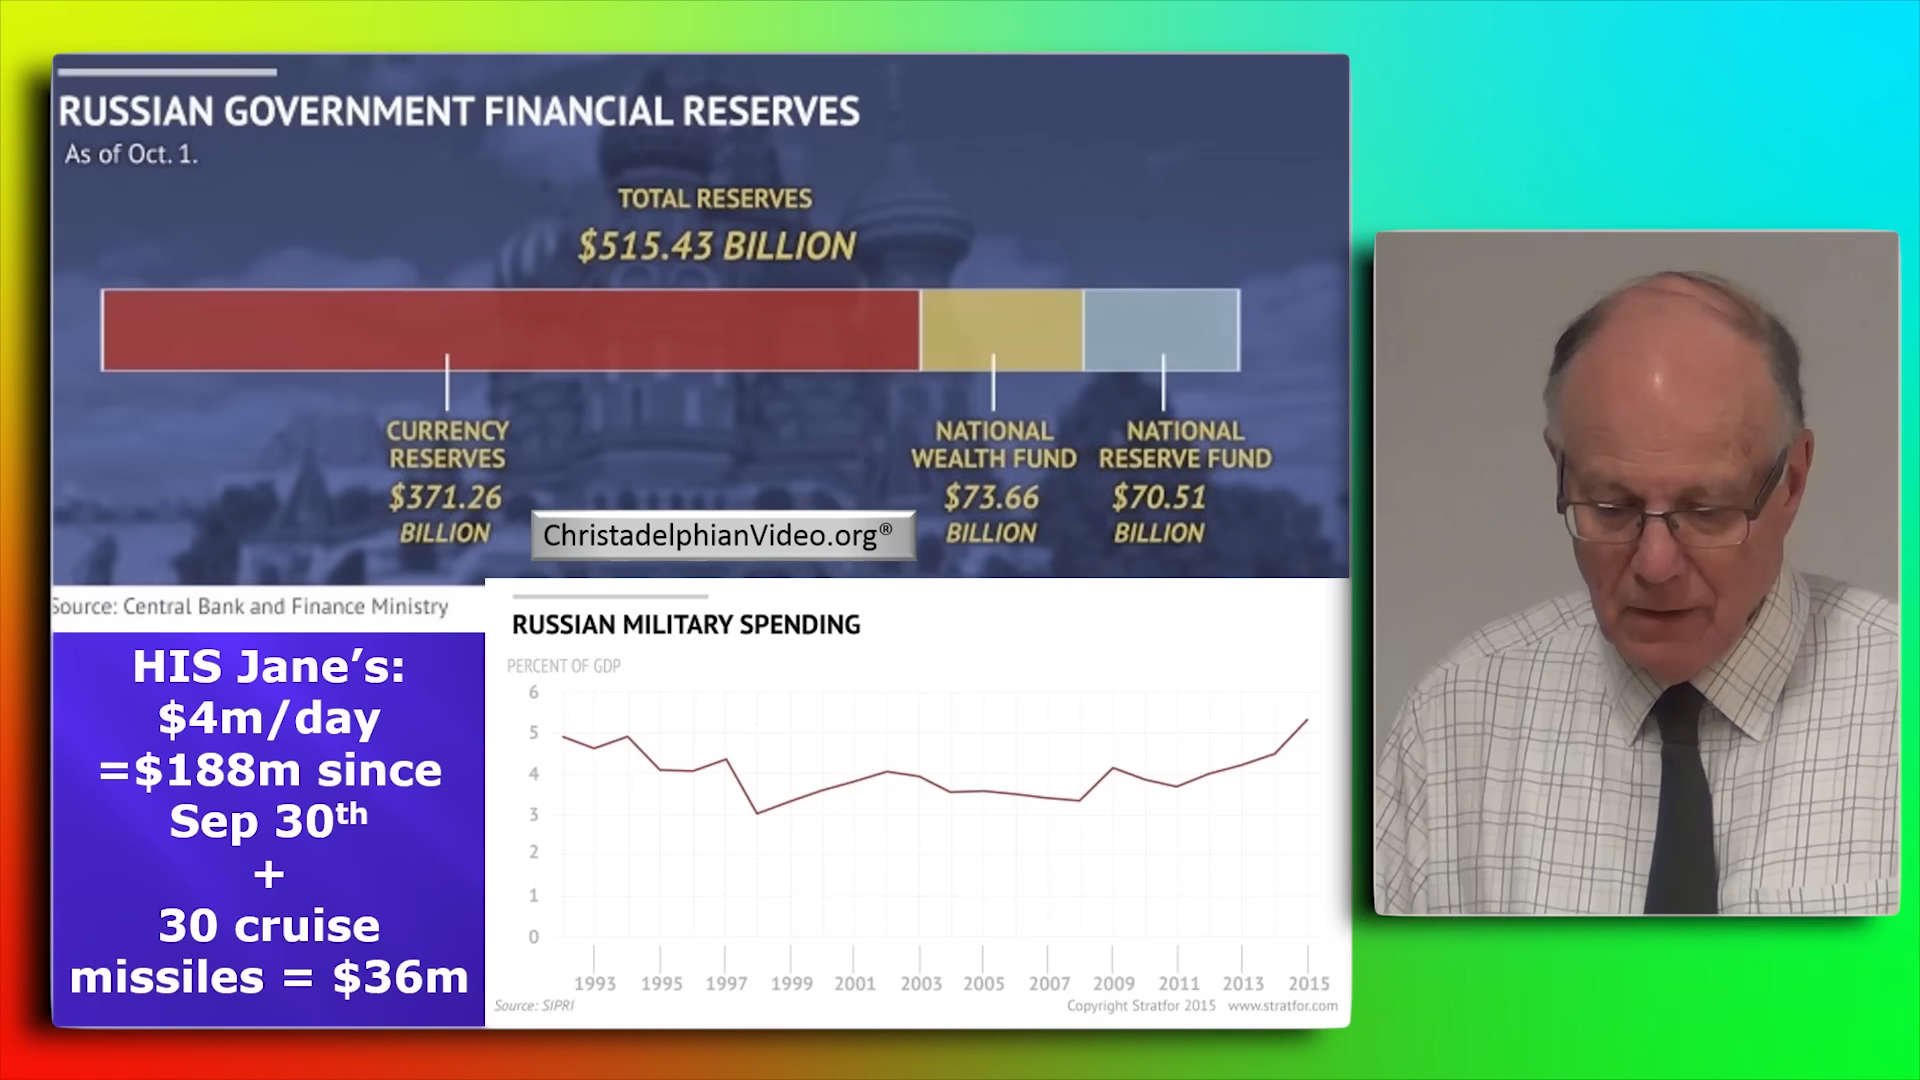 RUSSIAN GOVERNMENT FINANCIAL RESERVES
As of Oct. 1.
TOTAL RESERVES
$515.43 BILLION
CURRENCY
RESERVES
$371.26
BILLION
NATIONAL
WEALTH FUND
$73.66
BILLION
NATIONAL
RESERVE FUND
$70.51
BILLION
ChristadelphianVideo.org®
Source: Central Bank and Finance Ministry
HIS Jane's:
$4m/day
=$188m since
Sep 30th
+
30 cruise
missiles = $36m
RUSSIAN MILITARY SPENDING
PERCENT OF GDP
6
5
4
3
2
1
0
1993 1995 1997 1999 2001 2003 2005 2007 2009 2011 2013 2015
Source: SIPRI
Copyright Stratfor 2015 www.stratfor.com